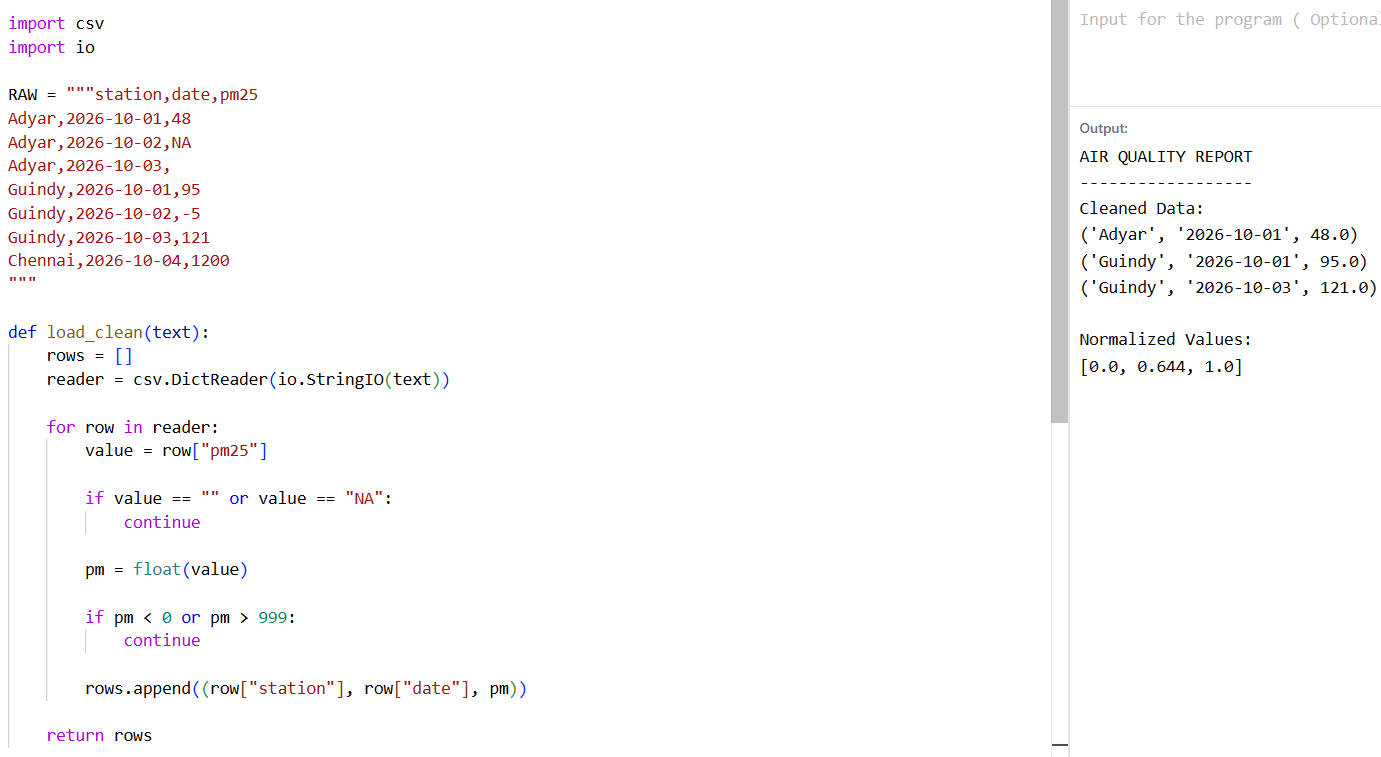 import csv
import io
RAW = """station,date,pm25
Adyar,2026-10-01,48
Adyar,2026-10-02,NA
Adyar,2026-10-03,
Guindy,2026-10-01,95
Guindy,2026-10-02,-5
Guindy,2026-10-03,121
Chennai,2026-10-04,1200
"""
def load_clean(text):
    rows = []
    reader = csv.DictReader(io.StringIO(text))
    for row in reader:
        value = row["pm25"]
        if value == "" or value == "NA":
            continue
        pm = float(value)
        if pm < 0 or pm > 999:
            continue
        rows.append((row["station"], row["date"], pm))
    return rows
Input for the program ( Optional
Output:
AIR QUALITY REPORT
------------------
Cleaned Data:
('Adyar', '2026-10-01', 48.0)
('Guindy', '2026-10-01', 95.0)
('Guindy', '2026-10-03', 121.0)
Normalized Values:
[0.0, 0.644, 1.0]